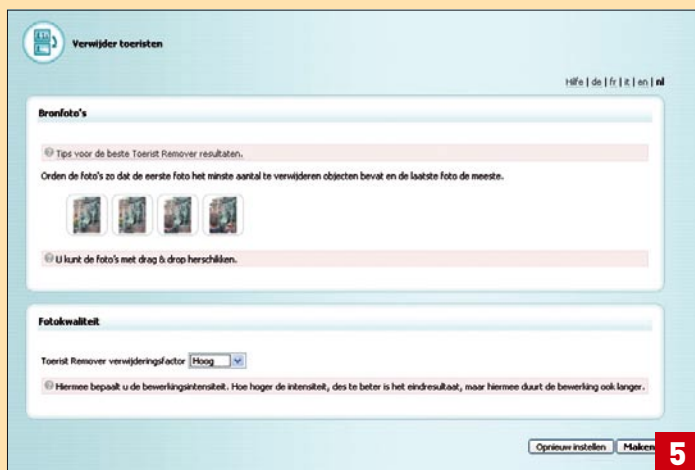 Verwijder toeristen
Hilfe | de | fr | it | en | nl
Bronfoto's
Tips voor de beste Toerist Remover resultaten.
Orden de foto's zo dat de eerste foto het minste aantal te verwijderen objecten bevat en de laatste foto de meeste.
U kunt de foto's met drag & drop herschikken.
Fotokwaliteit
Toerist Remover verwijderingsfactor Hoog
Hiermee bepaalt u de bewerkingsintensiteit. Hoe hoger de intensiteit, des te beter is het eindresultaat, maar hiermee duurt de bewerking ook langer.
Opnieuw instellen Maken
5